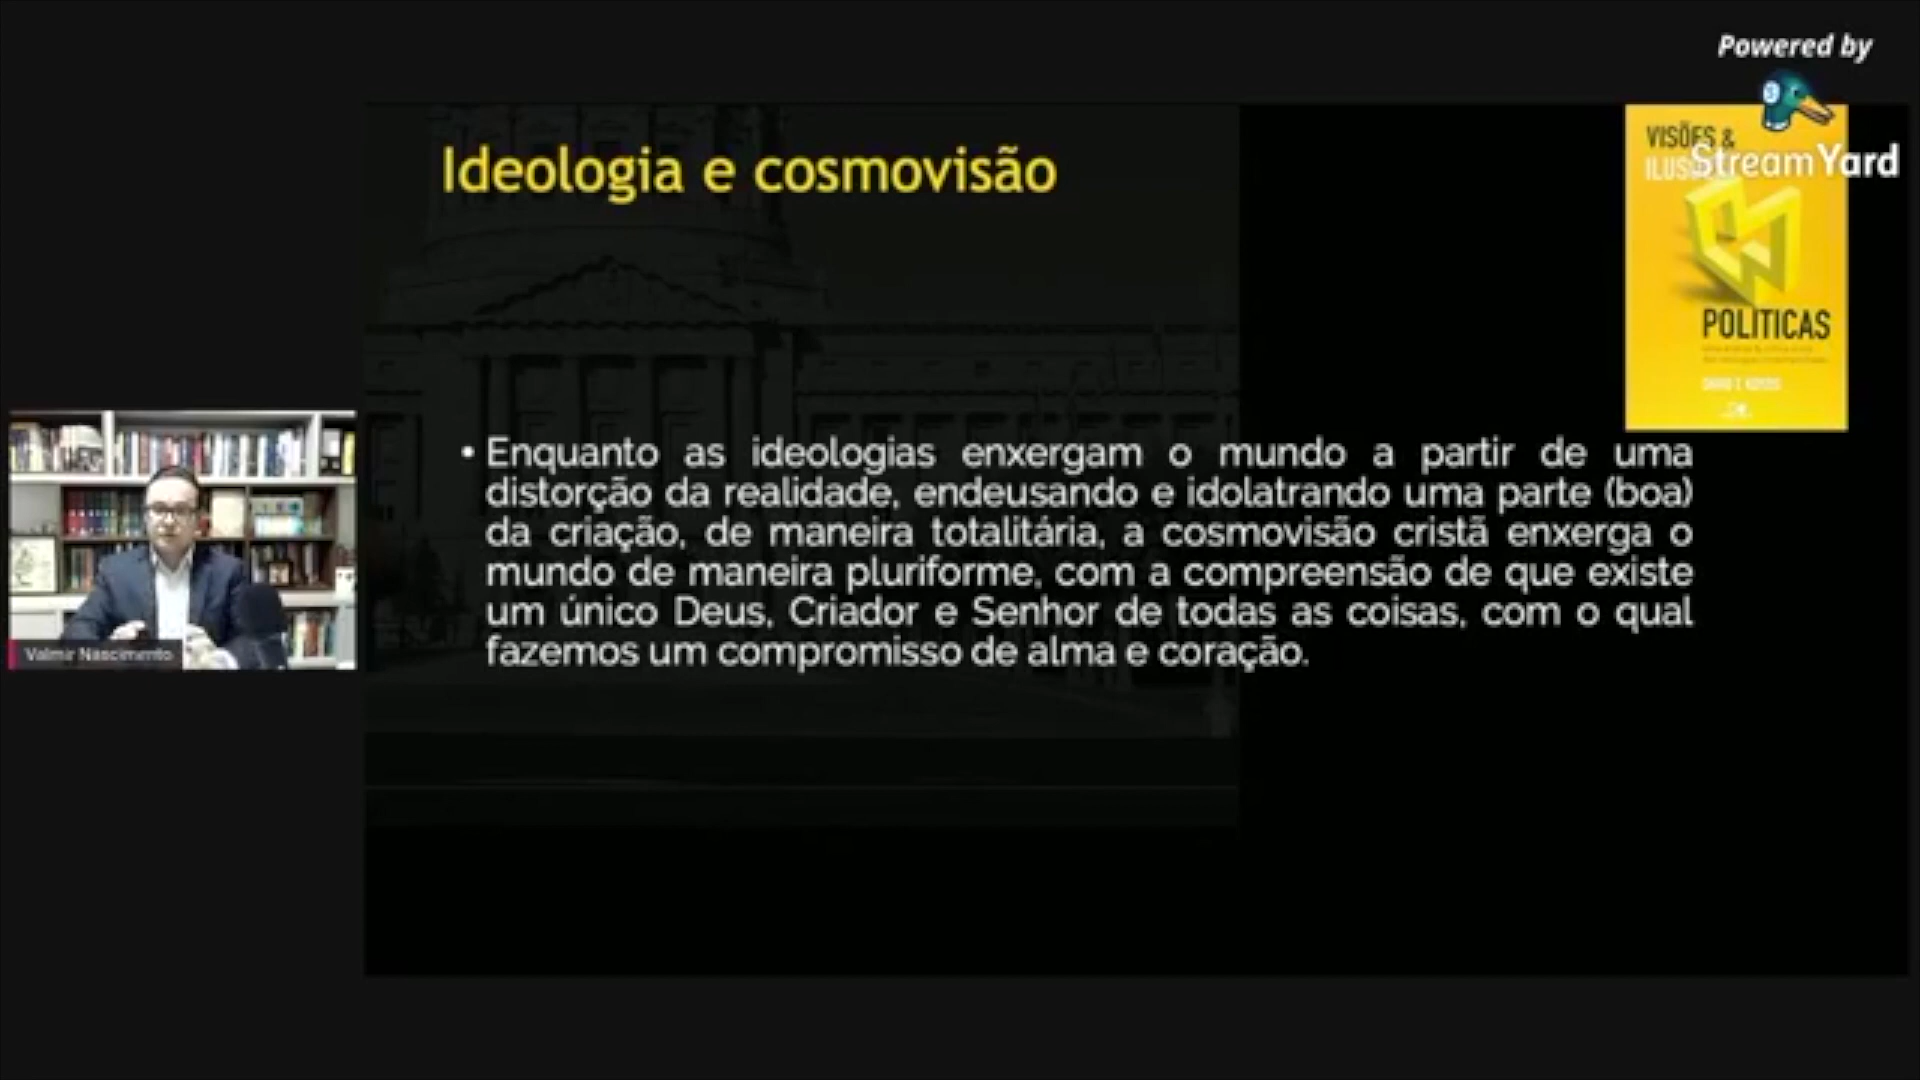 Powered by
StreamYard
Ideologia e cosmovisão
VISÕES &
POLÍTICAS
• Enquanto as ideologias enxergam o mundo a partir de uma
distorção da realidade, endeusando e idolatrando uma parte (boa)
da criação, de maneira totalitária, a cosmovisão cristã enxerga o
mundo de maneira pluriforme, com a compreensão de que existe
um único Deus, Criador e Senhor de todas as coisas, com o qual
fazemos um compromisso de alma e coração.
Valmir Nascimento